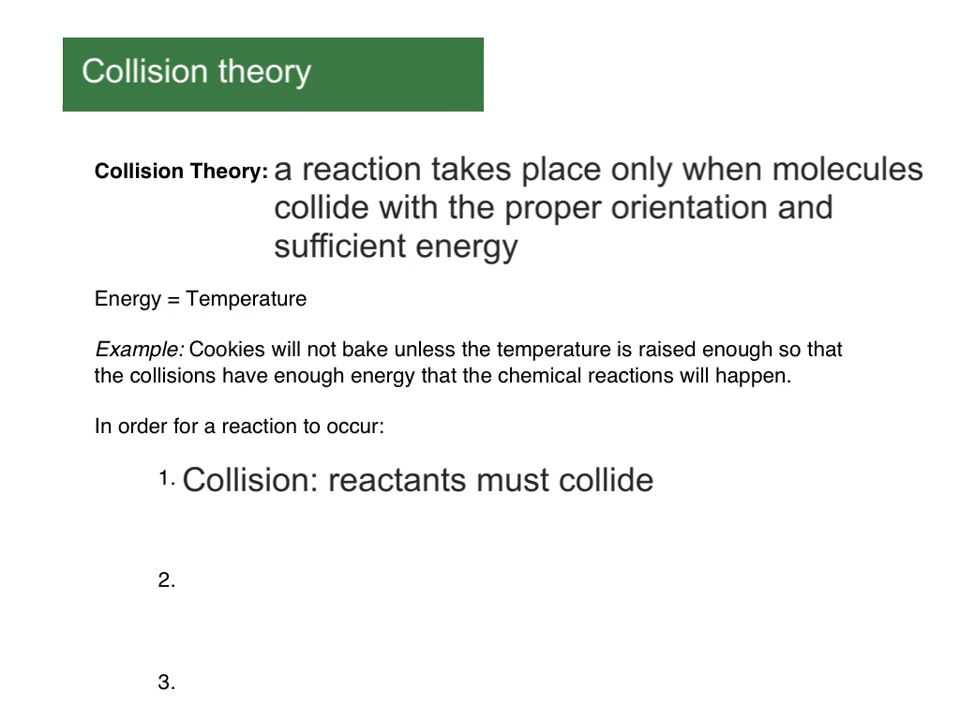 Collision theory
Collision Theory: a reaction takes place only when molecules
collide with the proper orientation and
sufficient energy
Energy = Temperature
Example: Cookies will not bake unless the temperature is raised enough so that
the collisions have enough energy that the chemical reactions will happen.
In order for a reaction to occur:
1. Collision: reactants must collide
2.
3.